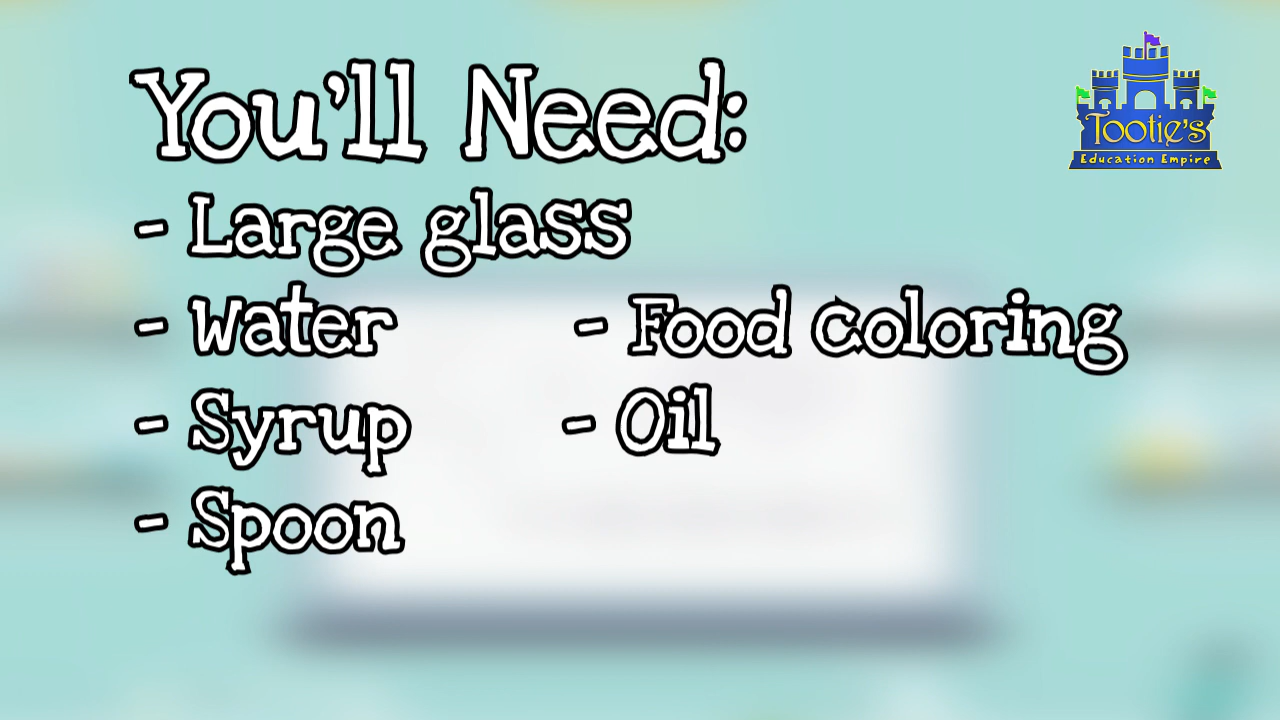 You'll Need:
- Large glass
- Water
- Syrup
- Spoon
- Food Coloring
- Oil
Tootie's
Education Empire